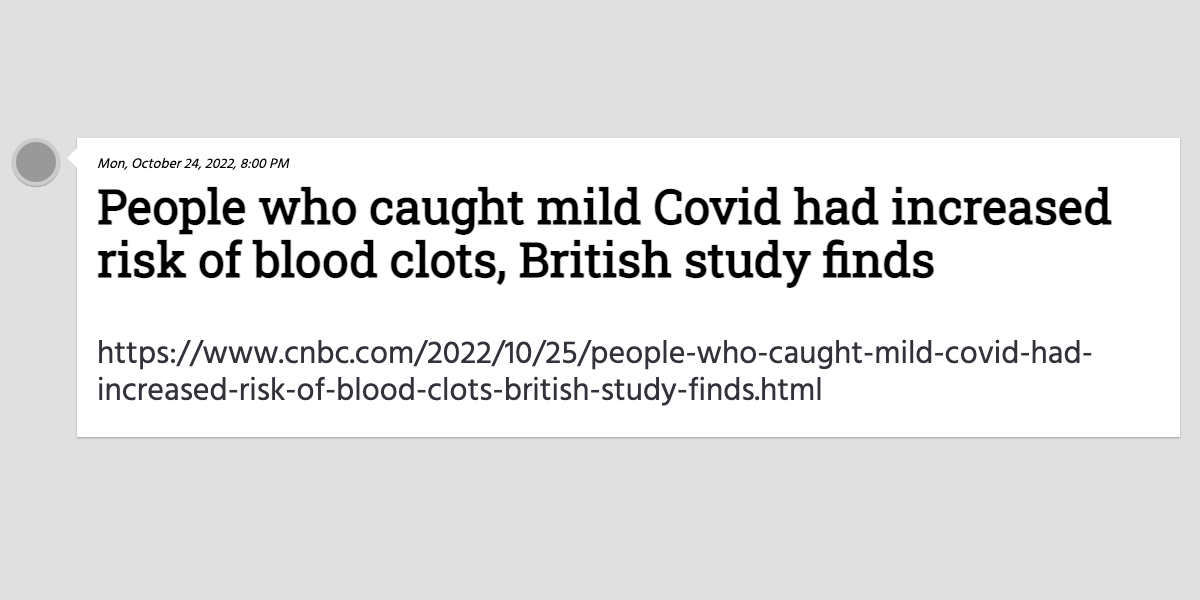 Mon, October 24, 2022, 8:00 PM
People who caught mild Covid had increased
risk of blood clots, British study finds
https://www.cnbc.com/2022/10/25/people-who-caught-mild-covid-had-
increased-risk-of-blood-clots-british-study-finds.html